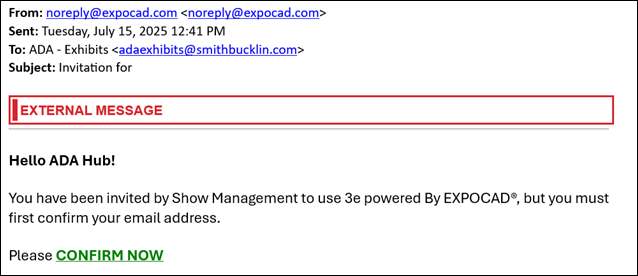 From: noreply@expocad.com <noreply@expocad.com>
Sent: Tuesday, July 15, 2025 12:41 PM
To: ADA - Exhibits <adaexhibits@smithbucklin.com>
Subject: Invitation for
EXTERNAL MESSAGE
Hello ADA Hub!
You have been invited by Show Management to use 3e powered By EXPOCAD®, but you must
first confirm your email address.
Please CONFIRM NOW